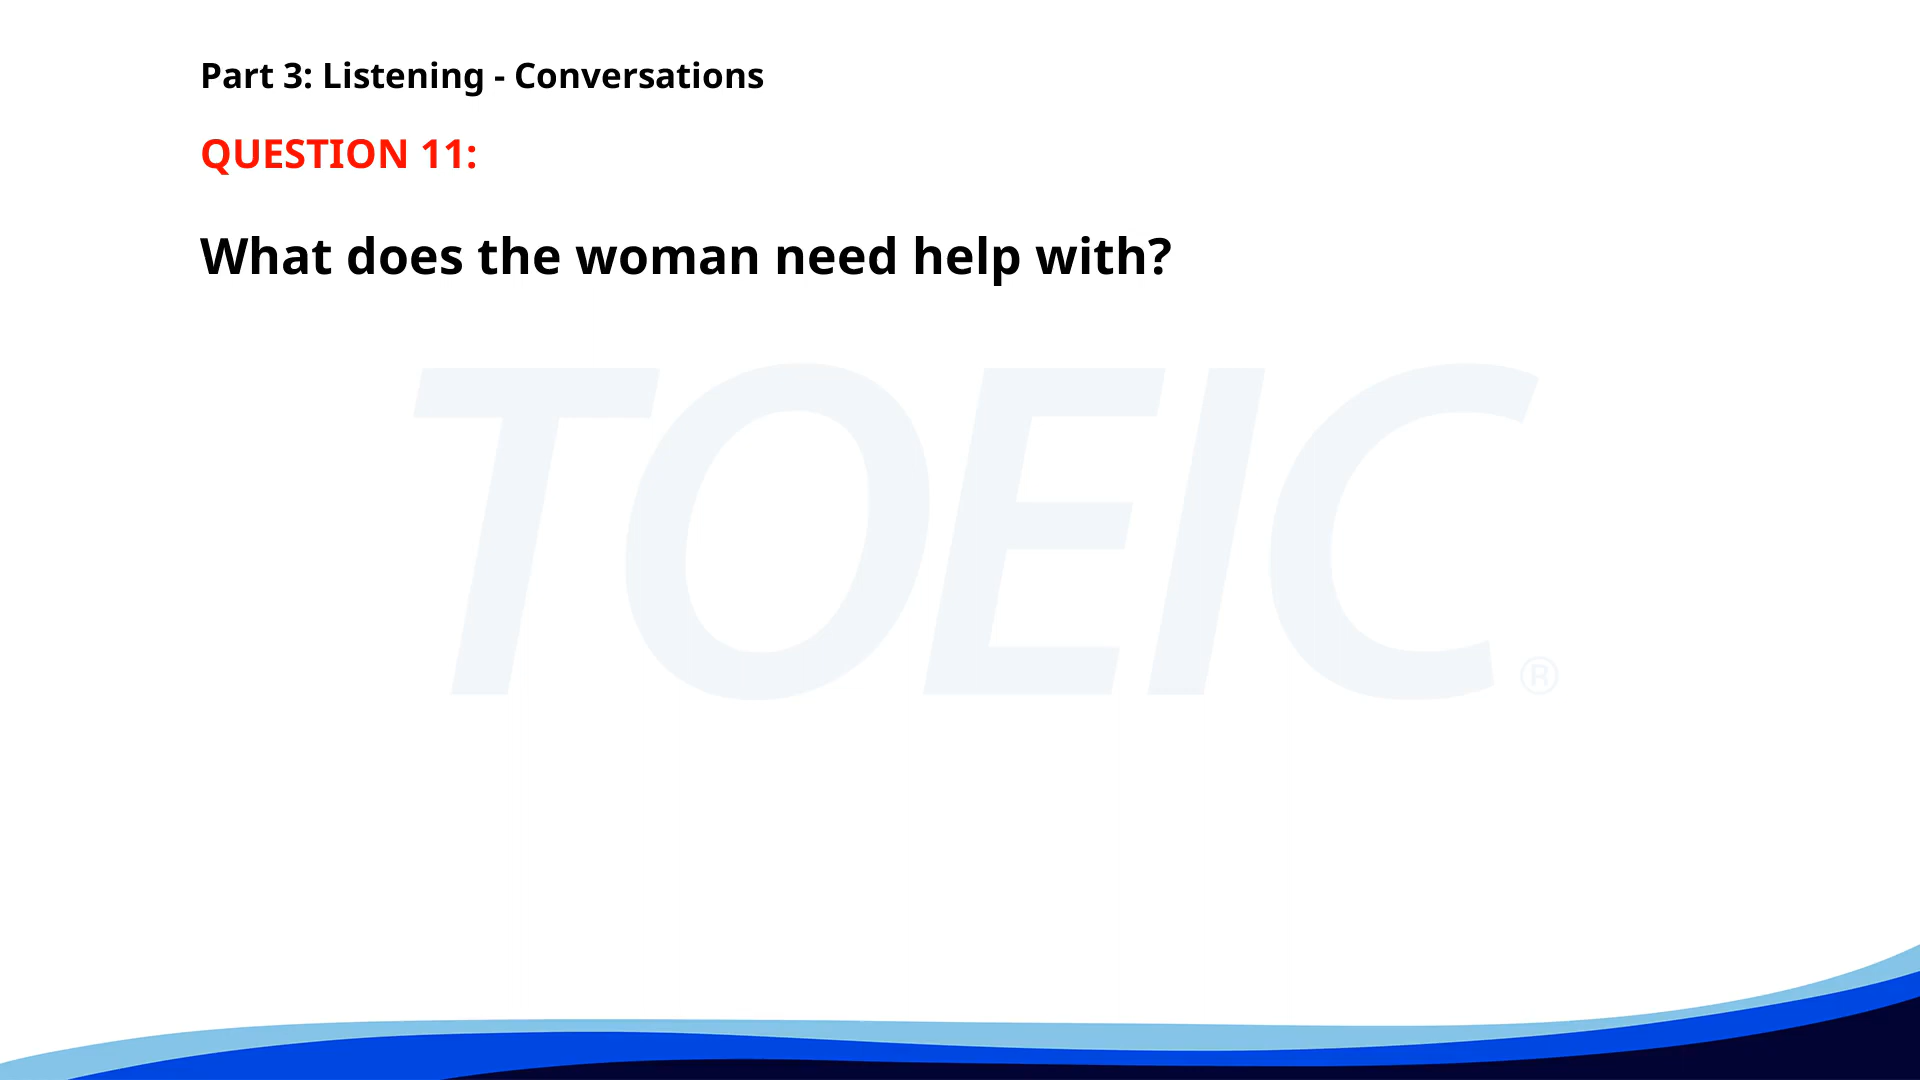 Part 3: Listening - Conversations
QUESTION 11:
What does the woman need help with?
TOEIC®